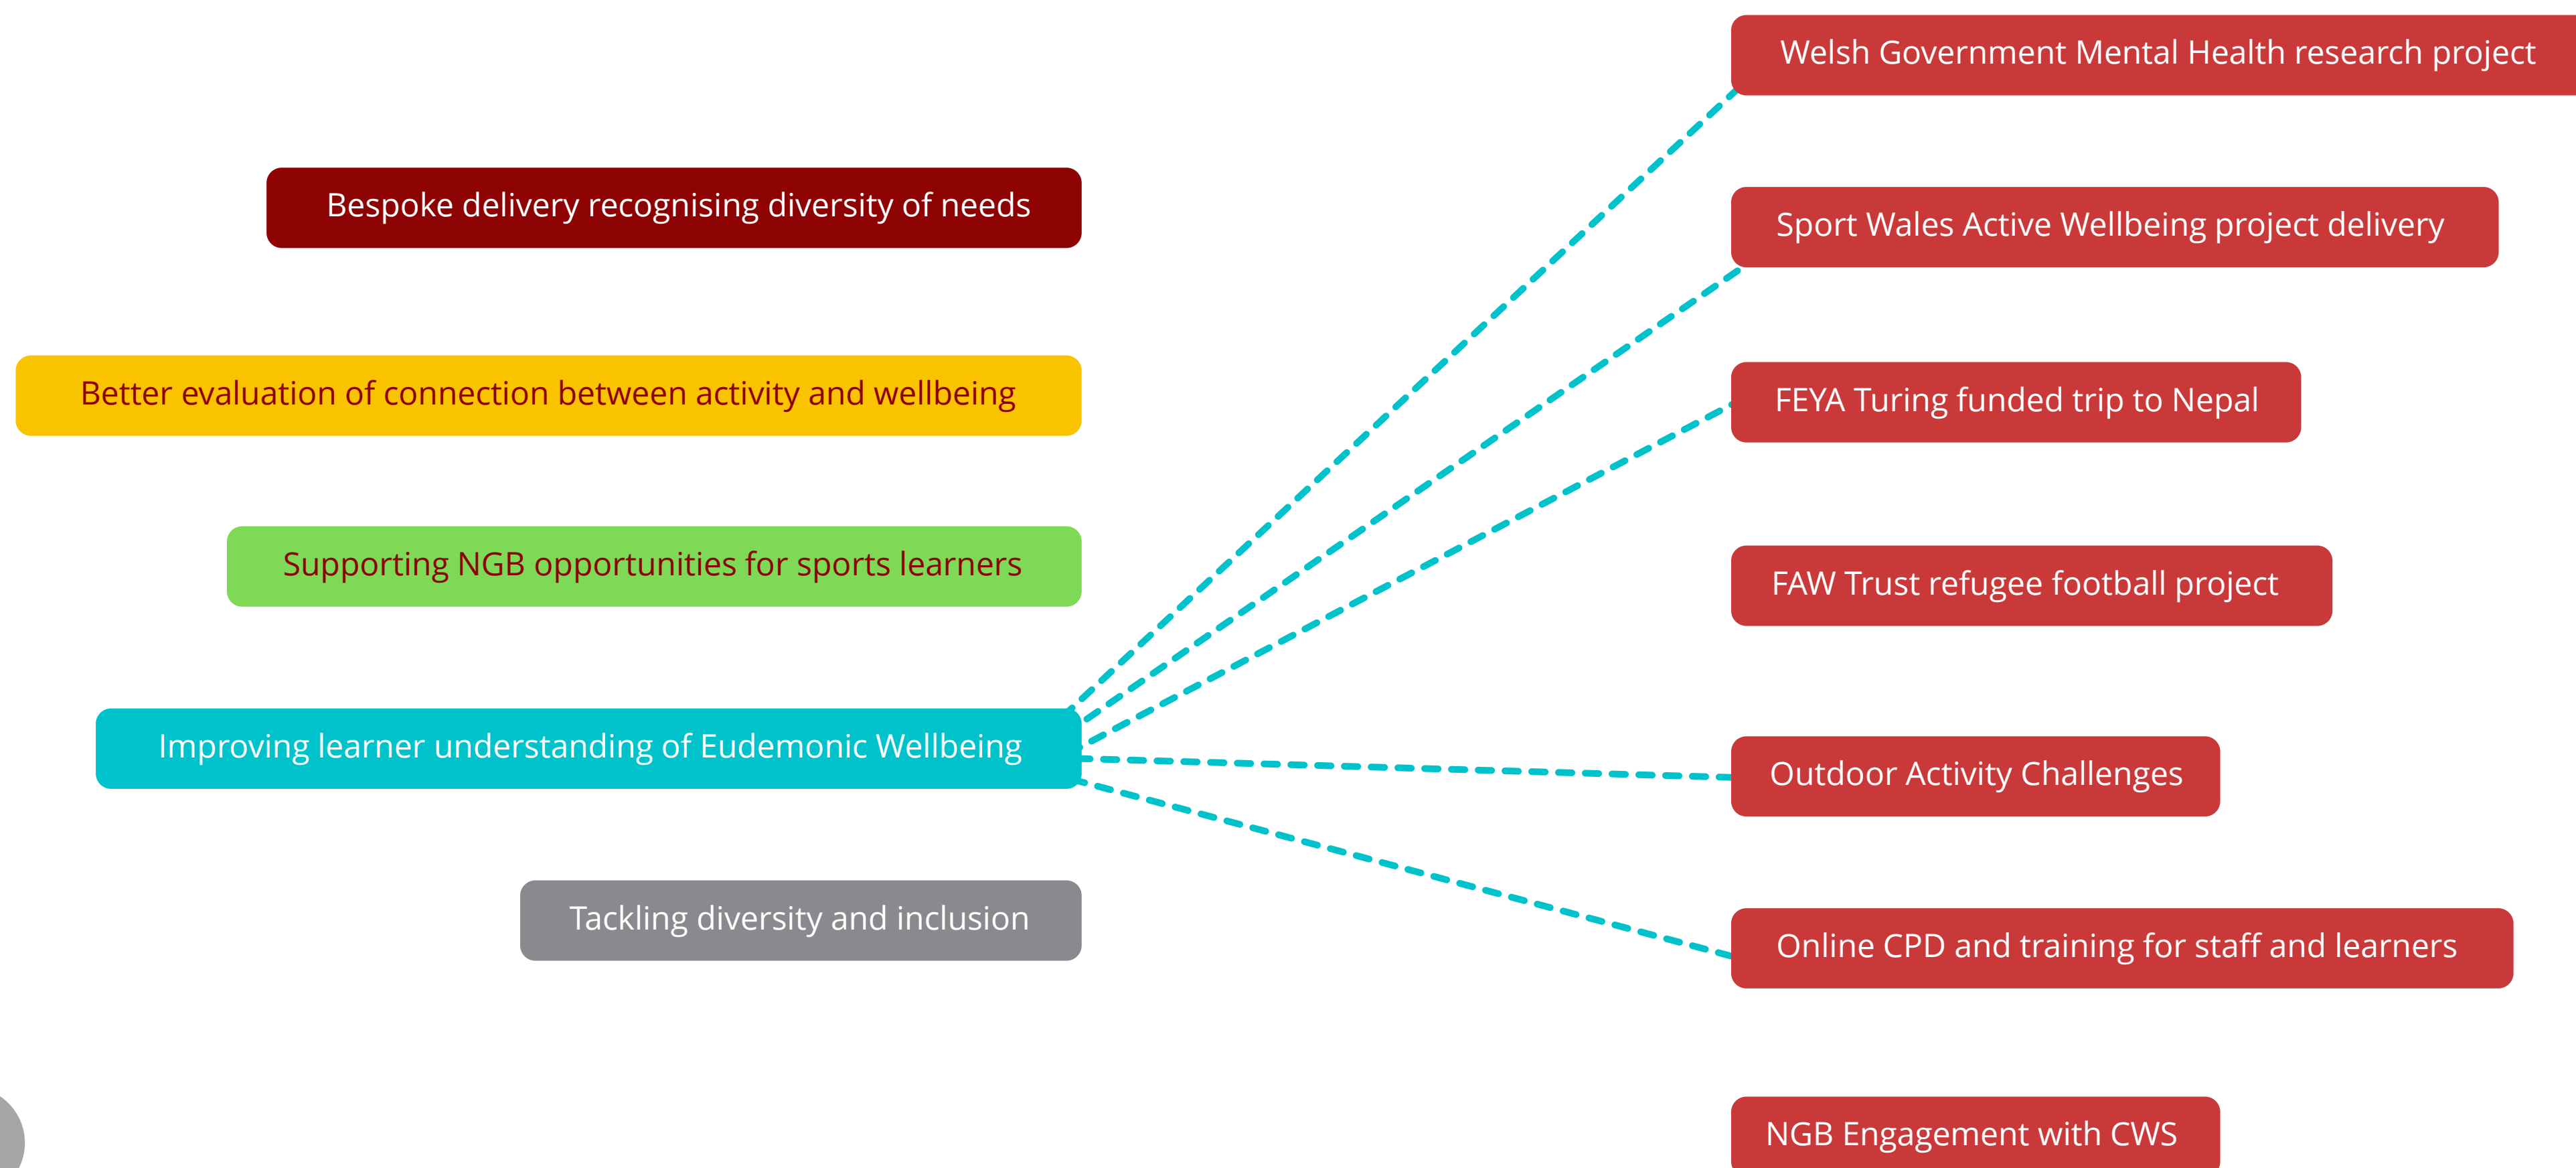 Bespoke delivery recognising diversity of needs
Better evaluation of connection between activity and wellbeing
Supporting NGB opportunities for sports learners
Improving learner understanding of Eudemonic Wellbeing
Tackling diversity and inclusion
Welsh Government Mental Health research project
Sport Wales Active Wellbeing project delivery
FEYA Turing funded trip to Nepal
FAW Trust refugee football project
Outdoor Activity Challenges
Online CPD and training for staff and learners
NGB Engagement with CWS